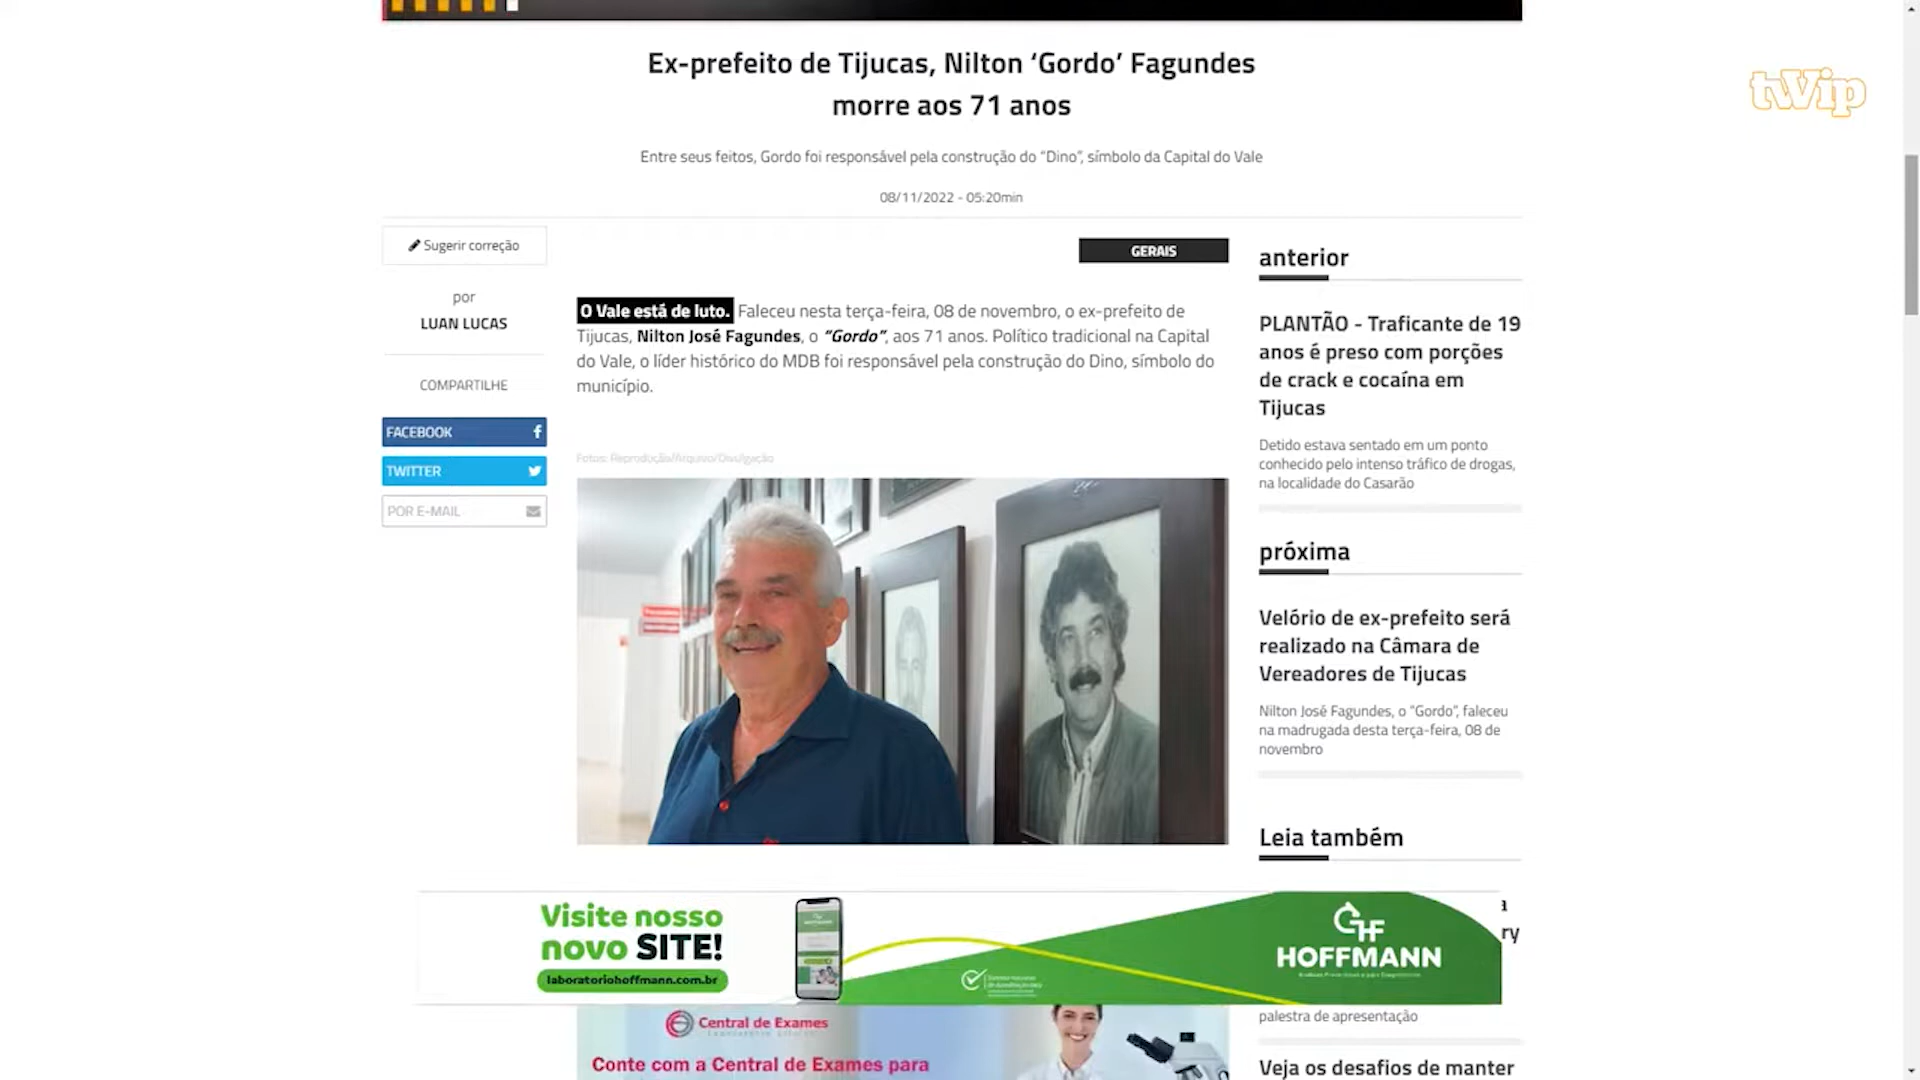 Ex-prefeito de Tijucas, Nilton ‘Gordo’ Fagundes
morre aos 71 anos
tWip
Entre seus feitos, Gordo foi responsável pela construção do “Dino”, símbolo da Capital do Vale
08/11/2022 - 05:20min
Sugerir correção
por
LUAN LUCAS
COMPARTILHE
FACEBOOK
TWITTER
POR E-MAIL
GERAIS
O Vale está de luto. Faleceu nesta terça-feira, 08 de novembro, o ex-prefeito de
Tijucas, Nilton José Fagundes, o “Gordo”, aos 71 anos. Político tradicional na Capital
do Vale, o líder histórico do MDB foi responsável pela construção do Dino, símbolo do
município.
Fotos: Reprodução/Arquivo/Divulgação
anterior
PLANTÃO - Traficante de 19
anos é preso com porções
de crack e cocaína em
Tijucas
Detido estava sentado em um ponto
conhecido pelo intenso tráfico de drogas,
na localidade do Casarão
próxima
Velório de ex-prefeito será
realizado na Câmara de
Vereadores de Tijucas
Nilton José Fagundes, o “Gordo”, faleceu
na madrugada desta terça-feira, 08 de
novembro
Leia também
ry
palestra de apresentação
Veja os desafios de manter
Visite nosso
novo SITE!
laboratoriohoffmann.com.br
HOFFMANN
Central de Exames
Conte com a Central de Exames para